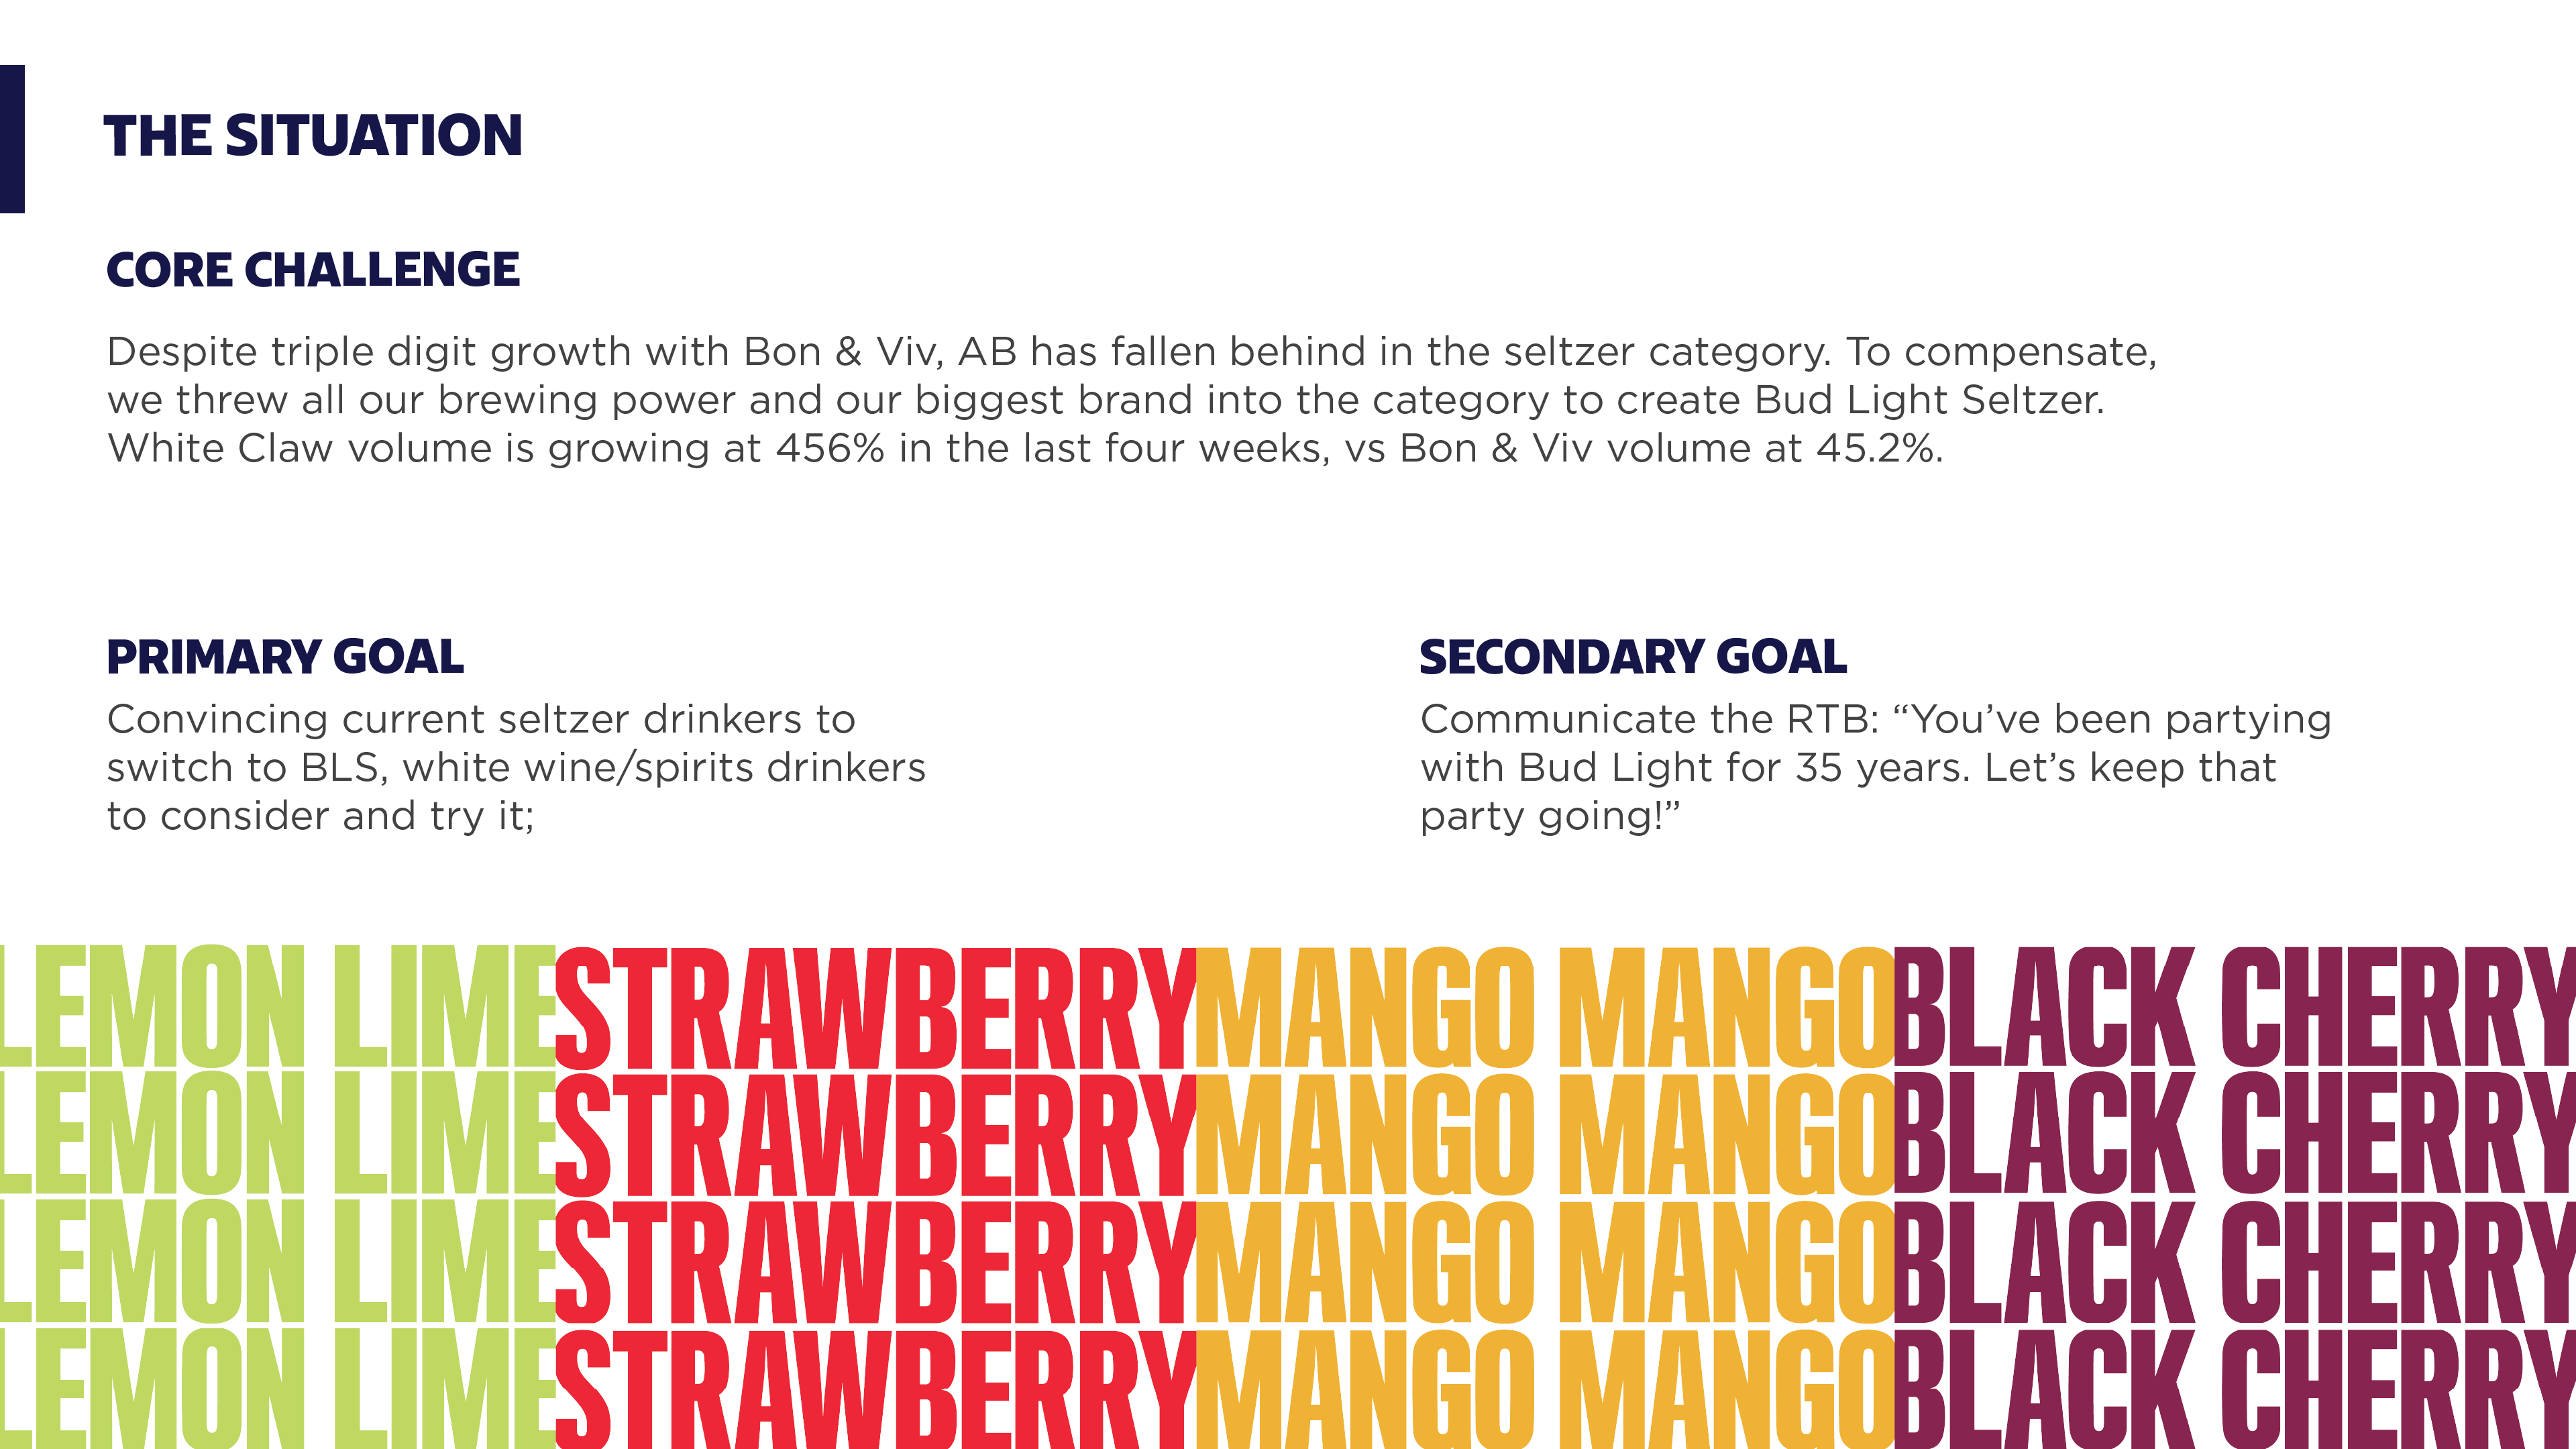 THE SITUATION
CORE CHALLENGE
Despite triple digit growth with Bon & Viv, AB has fallen behind in the seltzer category. To compensate,
we threw all our brewing power and our biggest brand into the category to create Bud Light Seltzer.
White Claw volume is growing at 456% in the last four weeks, vs Bon & Viv volume at 45.2%.
PRIMARY GOAL
Convincing current seltzer drinkers to
switch to BLS, white wine/spirits drinkers
to consider and try it;
SECONDARY GOAL
Communicate the RTB: “You’ve been partying
with Bud Light for 35 years. Let’s keep that
party going!”
LEMON LIME STRAWBERRY MANGO MANGO BLACK CHERRY
LEMON LIME STRAWBERRY MANGO MANGO BLACK CHERRY
LEMON LIME STRAWBERRY MANGO MANGO BLACK CHERRY
LEMON LIME STRAWBERRY MANGO MANGO BLACK CHERRY